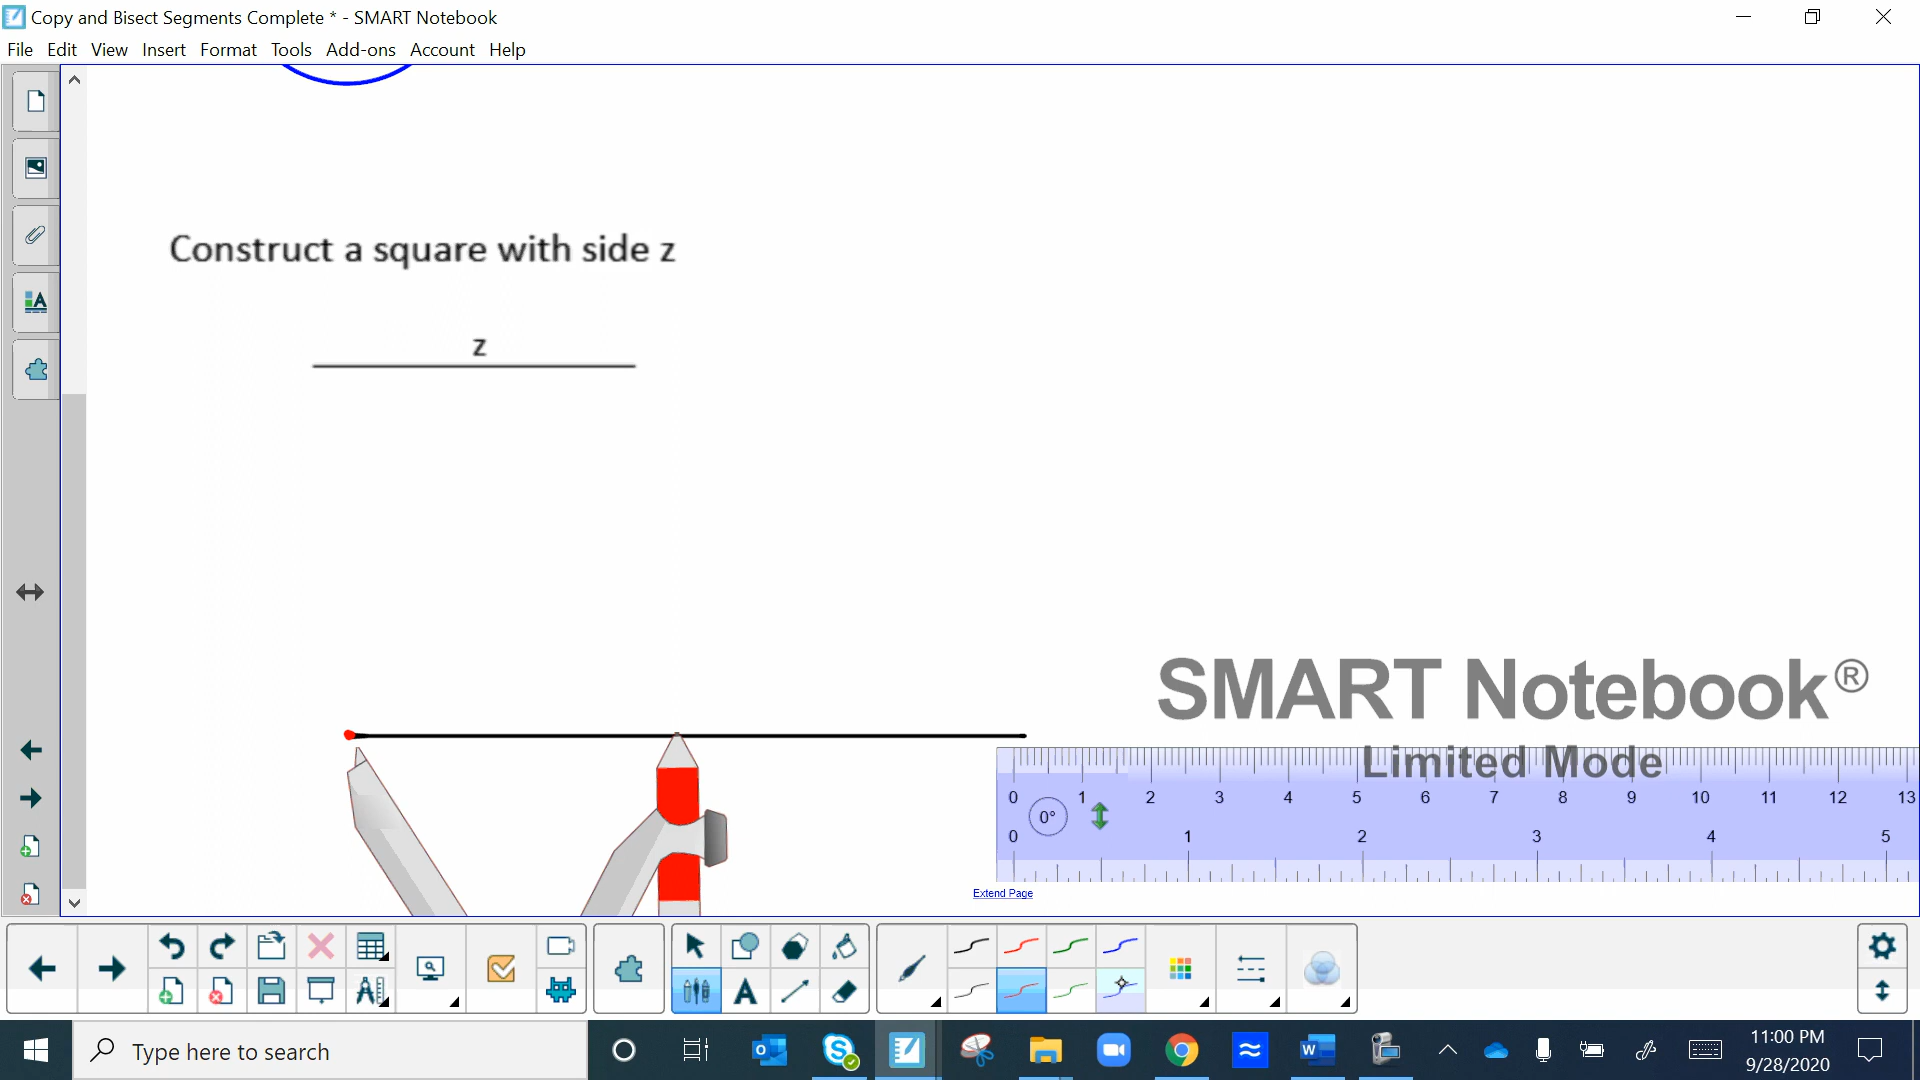 Copy and Bisect Segments Complete * - SMART Notebook
File Edit View Insert Format Tools Add-ons Account Help
Construct a square with side z
z
SMART Notebook®
Limited Mode
0 1 2 3 4 5 6 7 8 9 10 11 12 13
0°
0 1 2 3 4 5
Extend Page
Type here to search
11:00 PM
9/28/2020